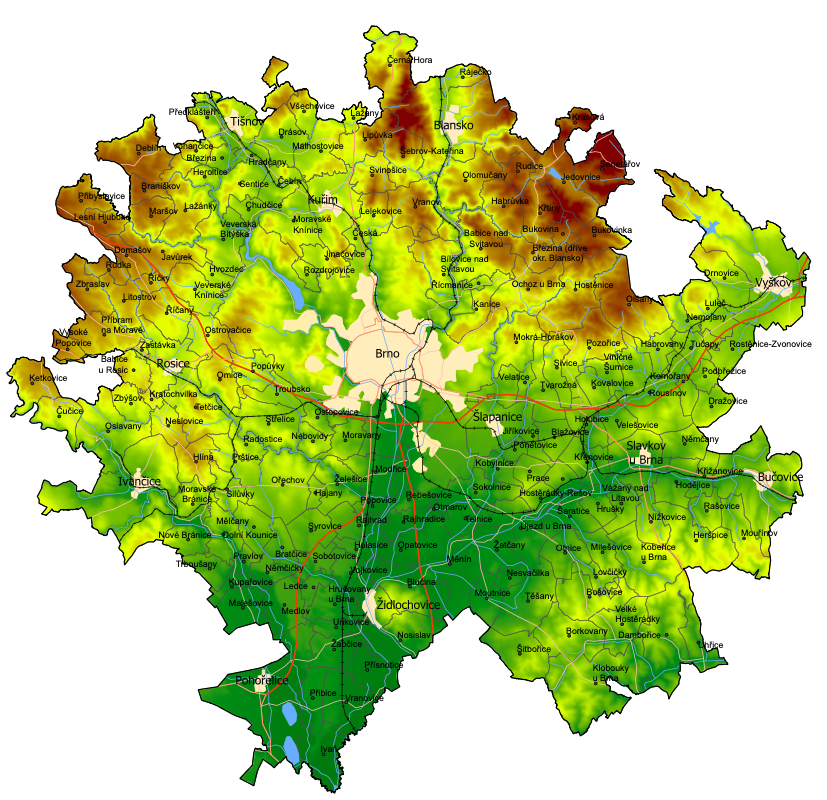 Černá Hora
Ráječko
Všechovice
Předklášteří
Lažany
Krasová
Tišnov
Blansko
Drásov
Lipůvka
Malhostovice
Deblín
Vohančice
Březina
Hradčany
Šebrov-Kateřina
Senetářov
Heroltice
Svinošice
Rudice
Jedovnice
Olomučany
Braniškov
Sentice
Čebín
Přibyslavice
Lažánky
Chudčice
Kuřim
Vranov
Habrůvka
Křtiny
Maršov
Lelekovice
Lesní Hluboké
Moravské
Knínice
Veverská
Bítýška
Česká
Babice nad
Svitavou
Bukovina
Bukovinka
Domašov
Javůrek
Jinačovice
Březina (dříve
okr. Blansko)
Rudka
Hvozdec
Rozdrojovice
Bílovice nad
Svitavou
Drnovice
Zbraslav
Říčky
Veverské
Knínice
Řícmanice
Ochoz u Brna
Hostěnice
Vyškov
Litostrov
Kanice
Olšany
Luleč
Říčany
Nemojany
Příbram
na Moravě
Vysoké
Popovice
Ostrovačice
Mokrá-Horákov
Pozořice
Habrovany
Tučapy
Rostěnice-Zvonovice
Zastávka
Brno
Viničné
Šumice
Babice
u Rosic
Rosice
Popůvky
Sivice
Podbřežice
Ketkovice
Omice
Velatice
Tvarožná
Kovalovice
Komořany
Troubsko
Rousínov
Zbýšov
Kratochvilka
Tetčice
Dražovice
Čučice
Ostopovice
Šlapanice
Holubice
Oslavany
Neslovice
Střelice
Velešovice
Jiříkovice
Blažovice
Radostice
Nebovidy
Moravany
Ponětovice
Slavkov
u Brna
Němčany
Hlína
Prštice
Kobylnice
Křenovice
Modřice
Křižanovice
Ivančice
Ořechov
Želešice
Prace
Bučovice
Sokolnice
Hodějice
Moravské
Bránice
Silůvky
Hajany
Rebešovice
Hostěrádky-Rešov
Vážany nad
Litavou
Popovice
Otmarov
Šaratice
Hrušky
Rašovice
Mělčany
Rajhrad
Rajhradice
Telnice
Nížkovice
Nové Bránice
Dolní Kounice
Syrovice
Újezd u Brna
Heršpice
Mouřínov
Holasice
Opatovice
Žatčany
Otnice
Milešovice
Kobeřice
u Brna
Pravlov
Bratčice
Sobotovice
Měnín
Trboušany
Němčičky
Vojkovice
Nesvačilka
Lovčičky
Kupařovice
Ledce
Hrušovany
u Brna
Blučina
Moutnice
Těšany
Bošovice
Malešovice
Medlov
Židlochovice
Velké
Hostěrádky
Unkovice
Nosislav
Borkovany
Dambořice
Žabčice
Šitbořice
Uhřice
Přísnotice
Klobouky
u Brna
Pohořelice
Přibice
Vranovice